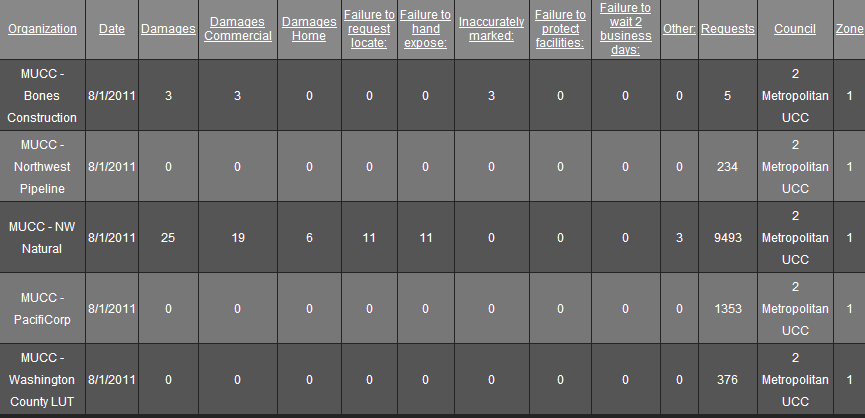 Organization Date Damages Damages Commercial Damages Home Failure to request locate: Failure to hand expose: Inaccurately marked: Failure to protect facilities: Failure to wait 2 business days: Other: Requests Council Zone
MUCC - Bones Construction 8/1/2011 3 3 0 0 0 3 0 0 0 5 2 Metropolitan UCC 1
MUCC - Northwest Pipeline 8/1/2011 0 0 0 0 0 0 0 0 0 234 2 Metropolitan UCC 1
MUCC - NW Natural 8/1/2011 25 19 6 11 11 0 0 0 3 9493 2 Metropolitan UCC 1
MUCC - PacifiCorp 8/1/2011 0 0 0 0 0 0 0 0 0 1353 2 Metropolitan UCC 1
MUCC - Washington County LUT 8/1/2011 0 0 0 0 0 0 0 0 0 376 2 Metropolitan UCC 1